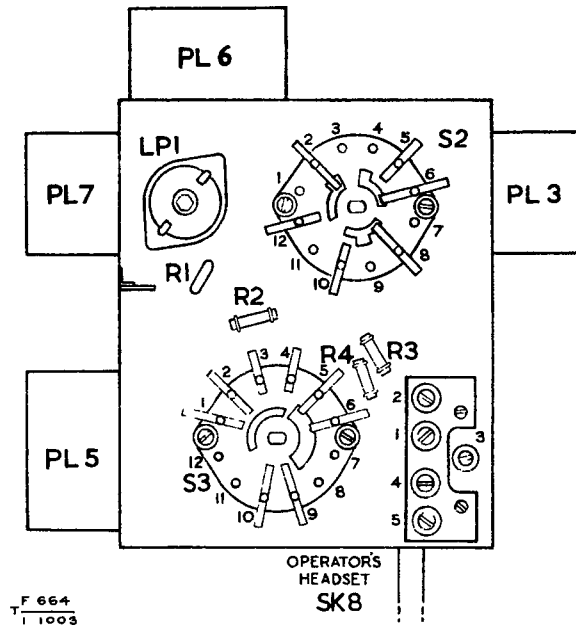 PL 6
LP1
PL7
R1
3 4
2 5
S2
1 6
12 7
11 8
10 9
PL 3
R2
R4 R3
3 4
2 5
1 6
12 7
S3
11 8
10 9
PL 5
2
1 3
4
5
OPERATOR'S
HEADSET
SK8
F 664
T
1 1003